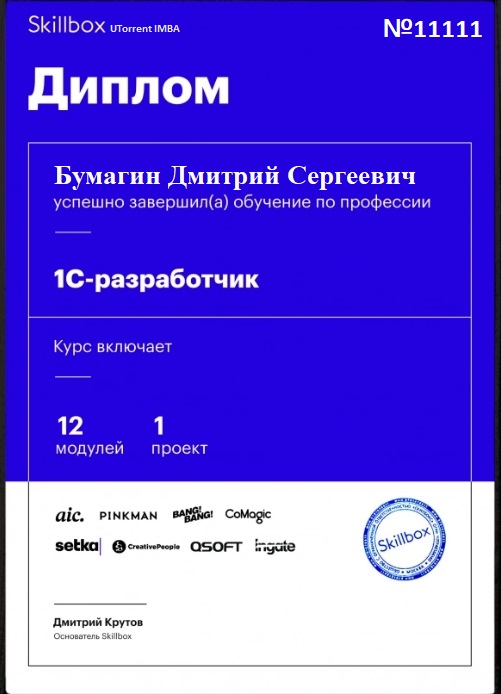 Skillbox UTorrent IMBA
№11111
Диплом
Бумагин Дмитрий Сергеевич
успешно завершил(а) обучение по профессии
1С-разработчик
Курс включает
12 1
модулей проект
aic. PINKMAN BANG! BANG! CoMagic
setka CreativePeople QSOFT ingate
Skillbox
Дмитрий Крутов
Основатель Skillbox